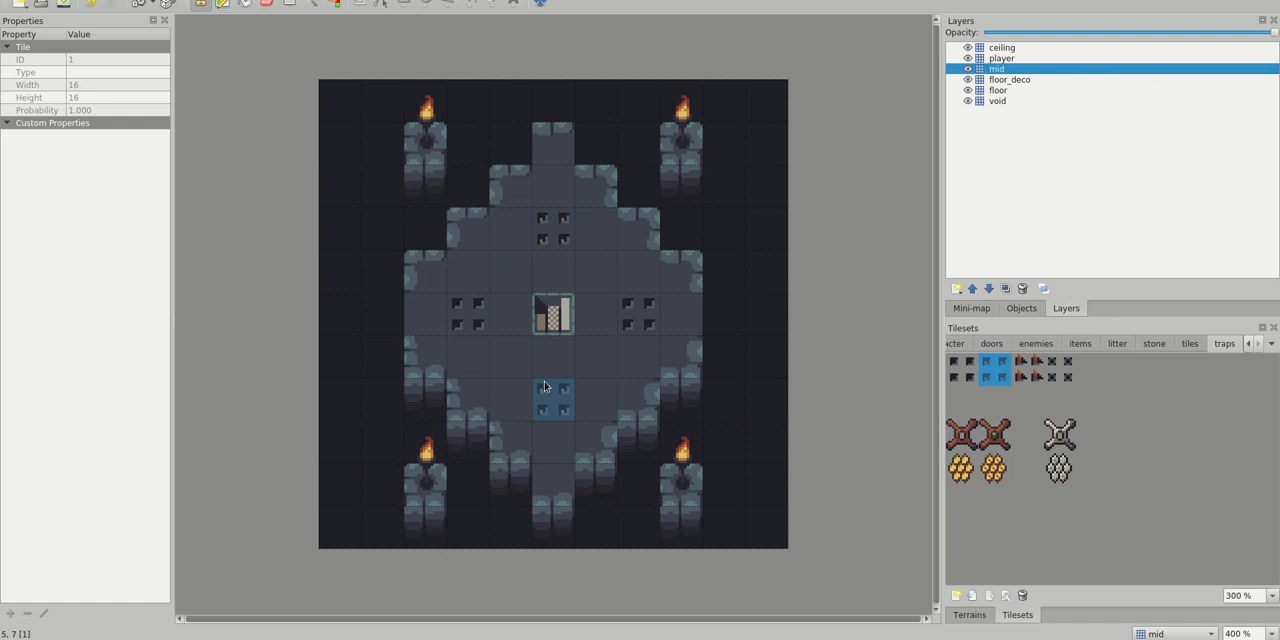 Properties
Property Value
Tile
ID 1
Type
Width 16
Height 16
Probability 1.000
Custom Properties
5, 7 [1]
Layers
Opacity:
ceiling
player
mid
floor_deco
floor
void
Mini-map Objects Layers
Tilesets
acter doors enemies items litter stone tiles traps
300 %
Terrains Tilesets
mid 400 %